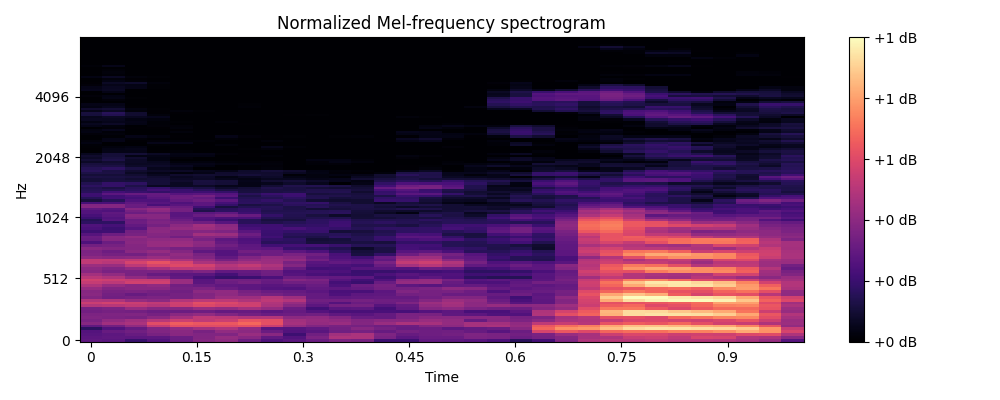 Normalized Mel-frequency spectrogram
Hz
4096
2048
1024
512
0
0 0.15 0.3 0.45 0.6 0.75 0.9
Time
+1 dB
+1 dB
+1 dB
+0 dB
+0 dB
+0 dB